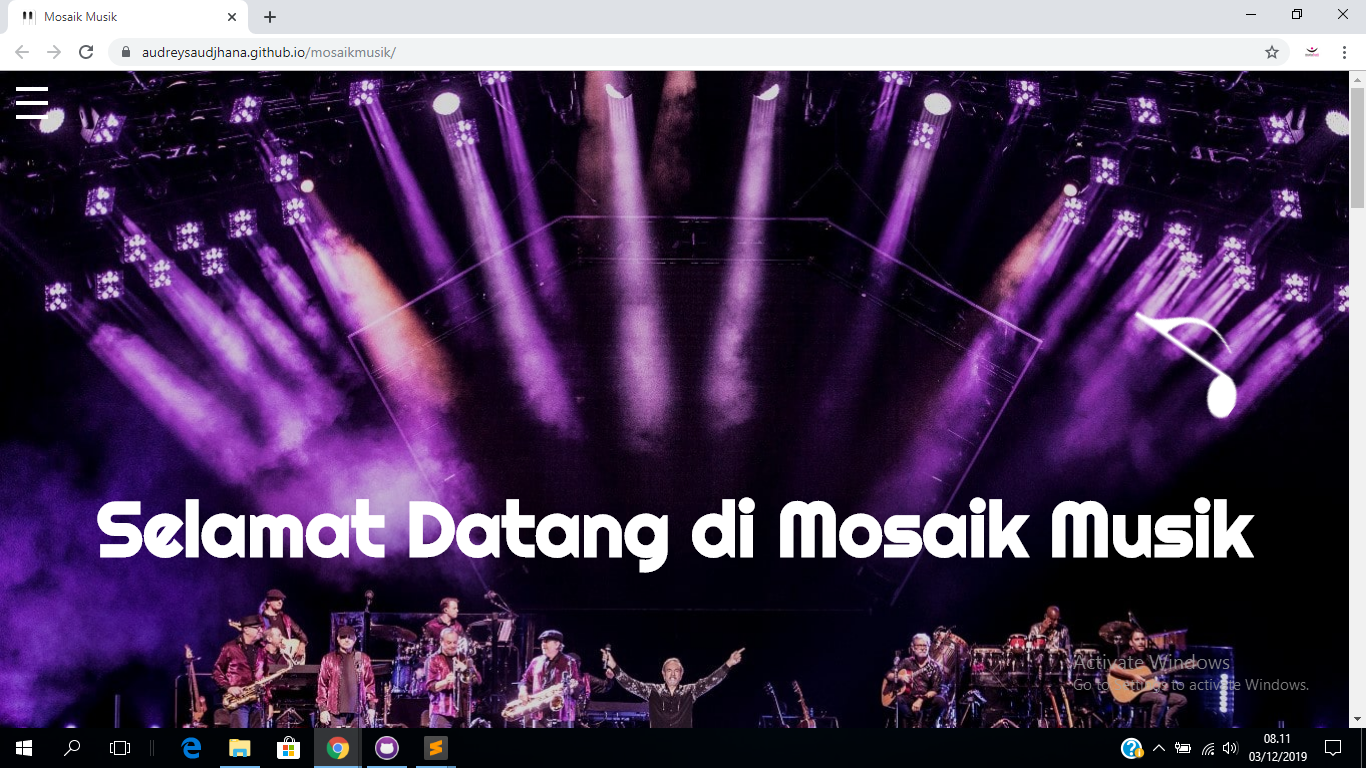 Mosaik Musik
audreysaudjhana.github.io/mosaikmusik/
Selamat Datang di Mosaik Musik
Activate Windows
Go to Settings to activate Windows.
08.11
03/12/2019